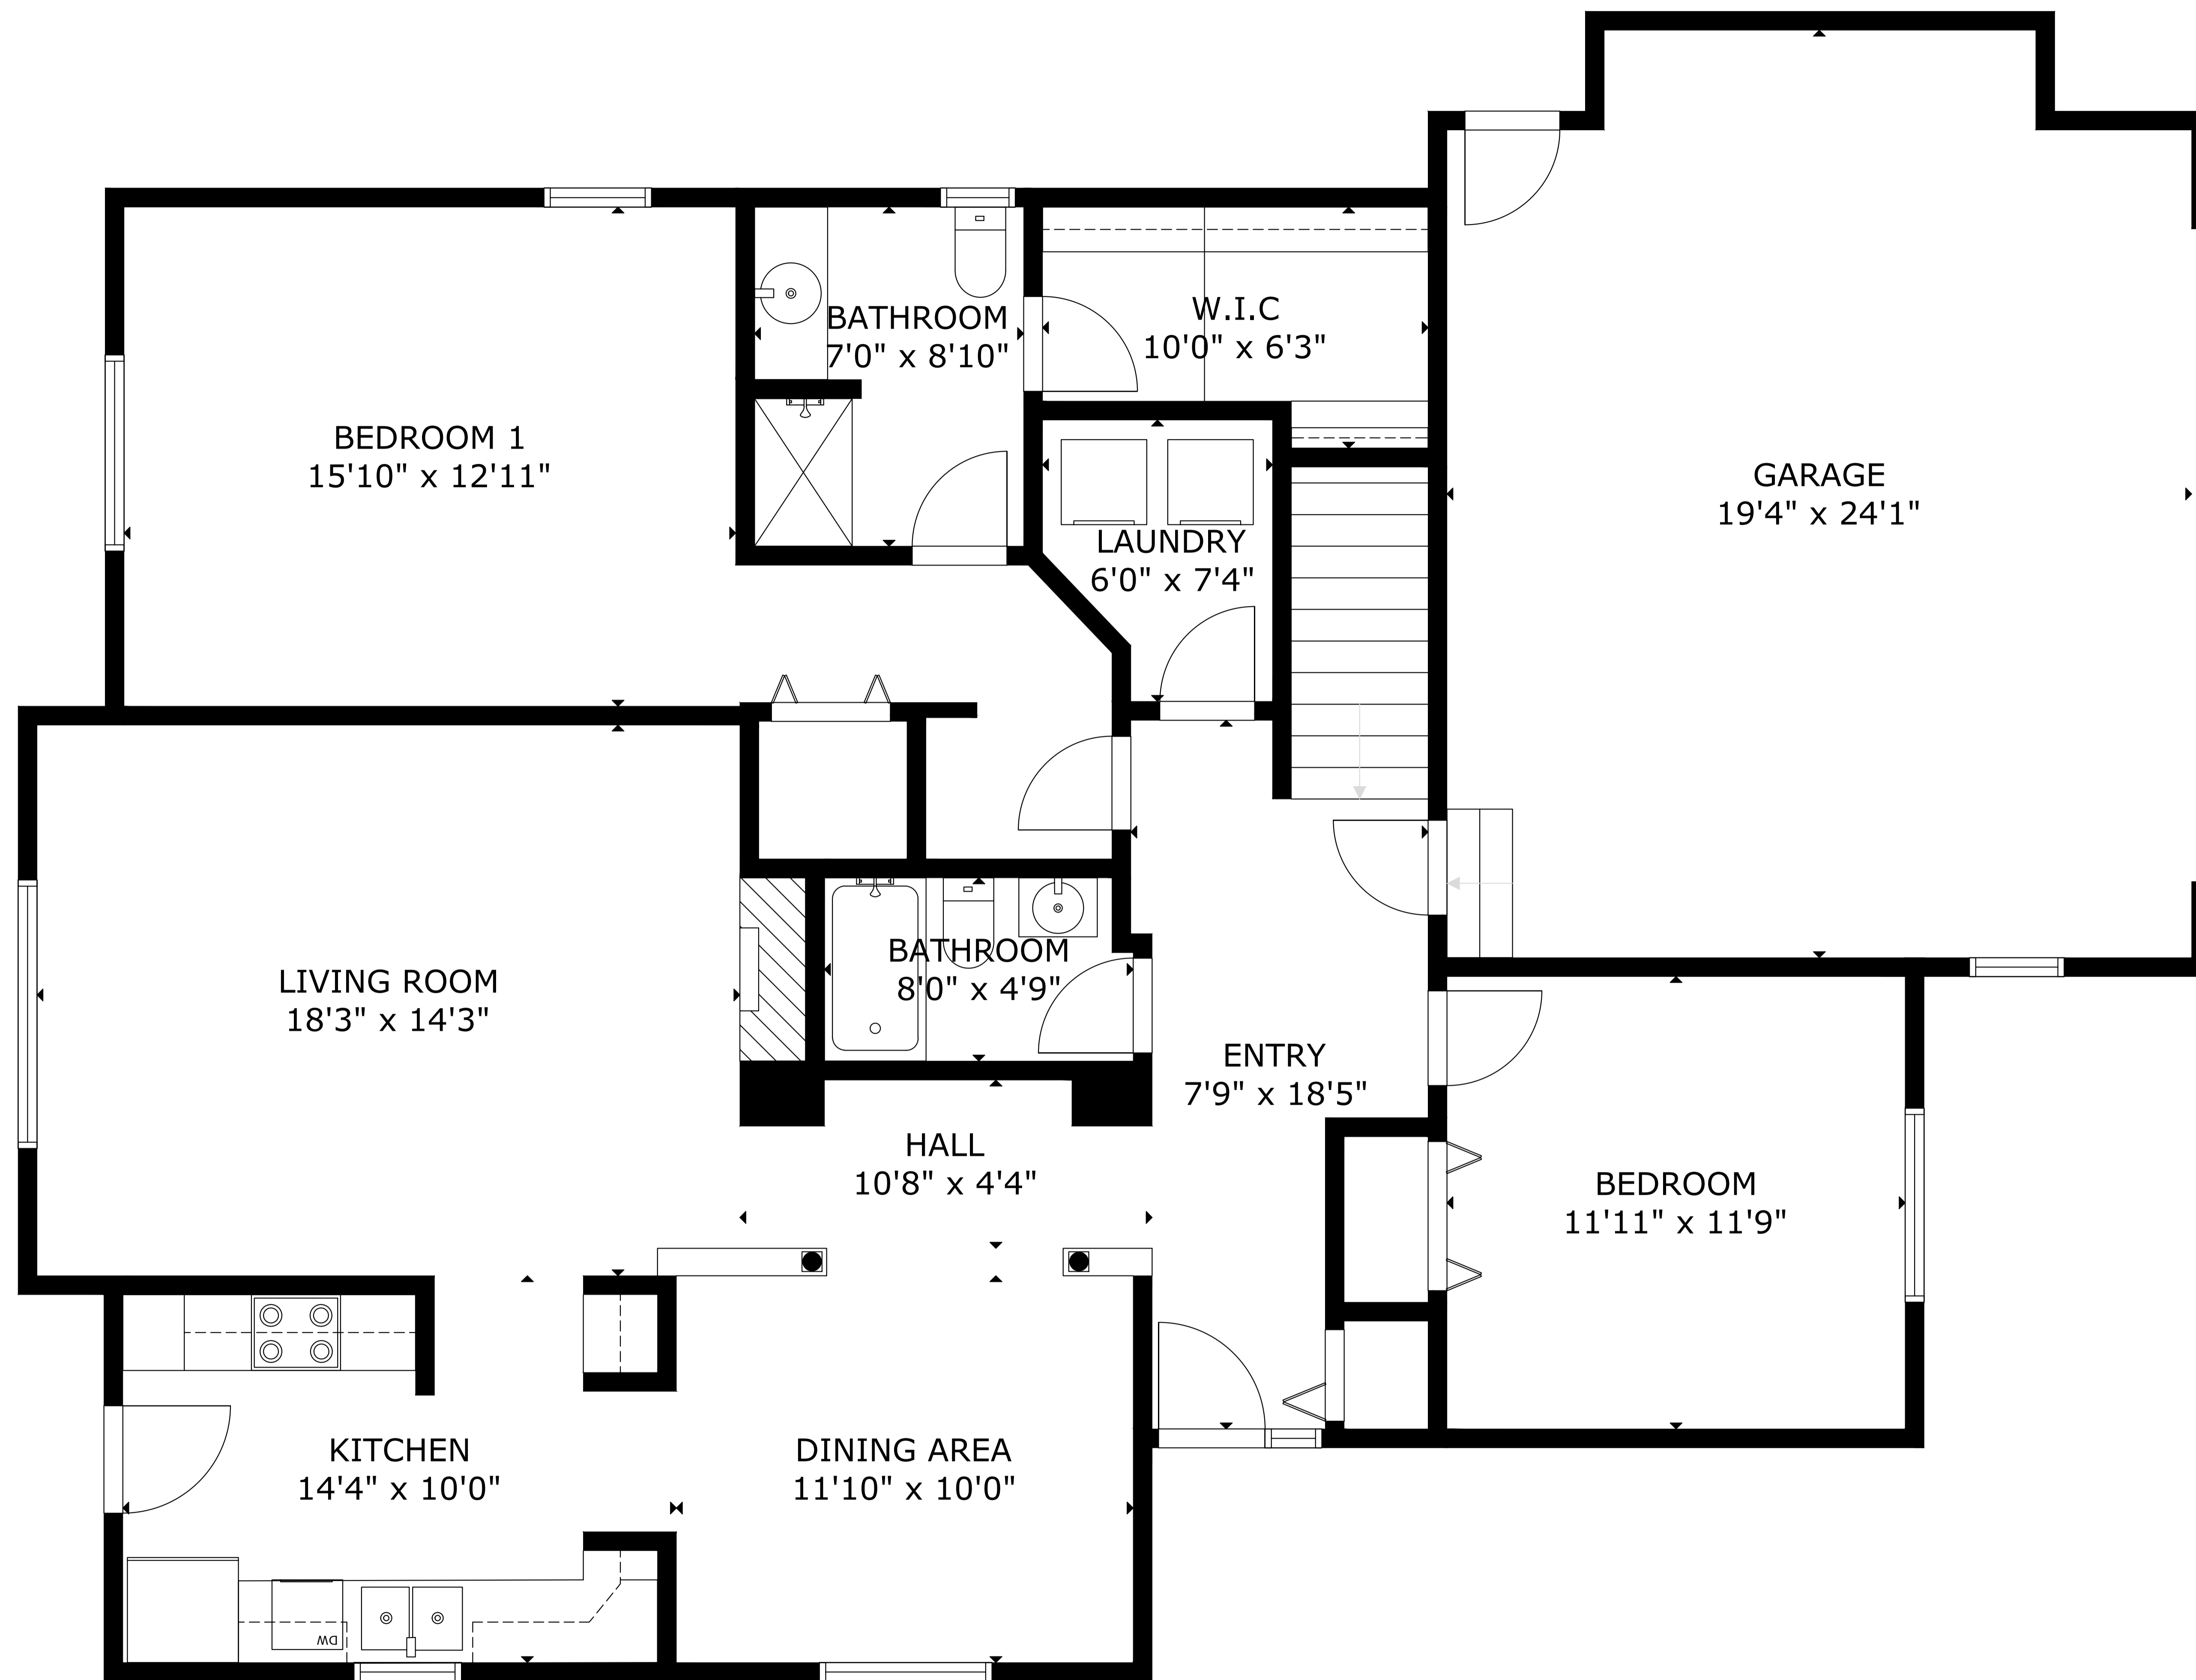 BATHROOM
7'0" x 8'10"
W.I.C
10'0" x 6'3"
BEDROOM 1
15'10" x 12'11"
GARAGE
19'4" x 24'1"
LAUNDRY
6'0" x 7'4"
LIVING ROOM
18'3" x 14'3"
BATHROOM
8'0" x 4'9"
ENTRY
7'9" x 18'5"
HALL
10'8" x 4'4"
BEDROOM
11'11" x 11'9"
KITCHEN
14'4" x 10'0"
DINING AREA
11'10" x 10'0"
DW